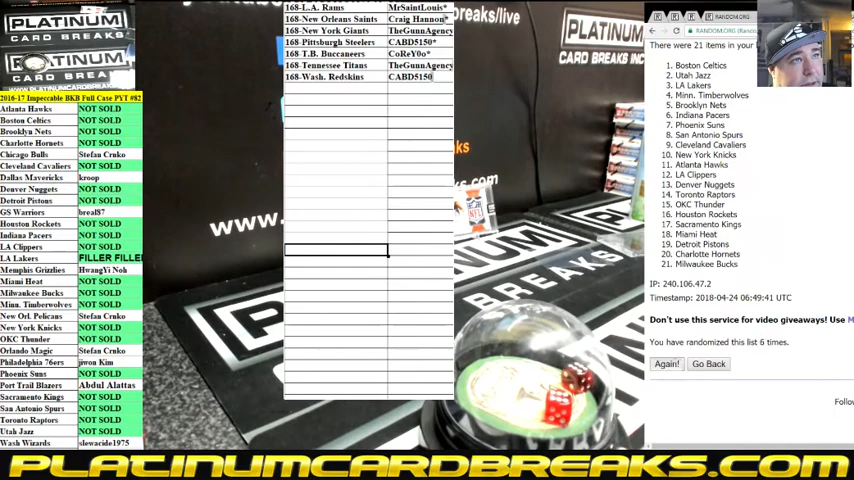 PLATINUM
CARD BREAKS
breaks/live
2016-17 Impeccable BKB Full Case PYT #82
Atlanta Hawks NOT SOLD
Boston Celtics NOT SOLD
Brooklyn Nets NOT SOLD
Charlotte Hornets NOT SOLD
Chicago Bulls Stefan Crnko
Cleveland Cavaliers NOT SOLD
Dallas Mavericks kroop
Denver Nuggets NOT SOLD
Detroit Pistons NOT SOLD
GS Warriors breal87
Houston Rockets NOT SOLD
Indiana Pacers NOT SOLD
LA Clippers NOT SOLD
LA Lakers FILLER FILLER
Memphis Grizzlies HwangYi Noh
Miami Heat NOT SOLD
Milwaukee Bucks NOT SOLD
Minn. Timberwolves NOT SOLD
New Orl. Pelicans Stefan Crnko
New York Knicks NOT SOLD
OKC Thunder NOT SOLD
Orlando Magic Stefan Crnko
Philadelphia 76ers jiwon Kim
Phoenix Suns NOT SOLD
Port Trail Blazers Abdul Alattas
Sacramento Kings NOT SOLD
San Antonio Spurs NOT SOLD
Toronto Raptors NOT SOLD
Utah Jazz NOT SOLD
Wash Wizards slewacide1975
168-L.A. Rams MrSaintLouis*
168-New Orleans Saints Craig Hannon*
168-New York Giants TheGunnAgency
168-Pittsburgh Steelers CABD5150*
168-T.B. Buccaneers CoReY0o*
168-Tennessee Titans TheGunnAgency
168-Wash. Redskins CABD5150
www.
NFL
PLATINUM
BREAKS
RANDOM.ORG
There were 21 items in your
1. Boston Celtics
2. Utah Jazz
3. LA Lakers
4. Minn. Timberwolves
5. Brooklyn Nets
6. Indiana Pacers
7. Phoenix Suns
8. San Antonio Spurs
9. Cleveland Cavaliers
10. New York Knicks
11. Atlanta Hawks
12. LA Clippers
13. Denver Nuggets
14. Toronto Raptors
15. OKC Thunder
16. Houston Rockets
17. Sacramento Kings
18. Miami Heat
19. Detroit Pistons
20. Charlotte Hornets
21. Milwaukee Bucks
IP: 240.106.47.2
Timestamp: 2018-04-24 06:49:41 UTC
Don't use this service for video giveaways! Use M
You have randomized this list 6 times.
Again! Go Back
Follow
PLATINUMCARDBREAKS.COM